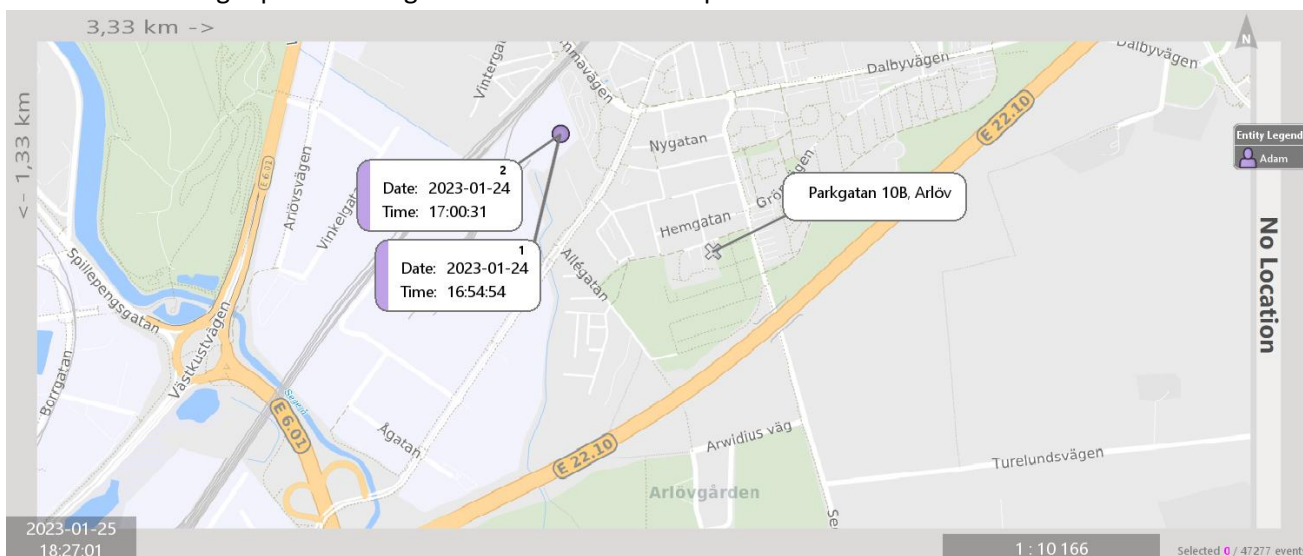 3,33 km ->
<- 1,33 km
N
Vintergatan
Dalbyvägen
Dalbyvägen
E 22.10
Nygatan
Entity Legend
Adam
E 6.01
Arlövsvägen
2
Date: 2023-01-24
Time: 17:00:31
Parkgatan 10B, Arlöv
Hemgatan
1
Date: 2023-01-24
Time: 16:54:54
Allégatan
No Location
Spillepengsgatan
Västkustvägen
Borrgatan
E 6.01
Ågatan
E 22.10
Arwidius väg
Turelundsvägen
Arlövgården
2023-01-25
18:27:01
1 : 10 166
Selected 0 / 47277 event